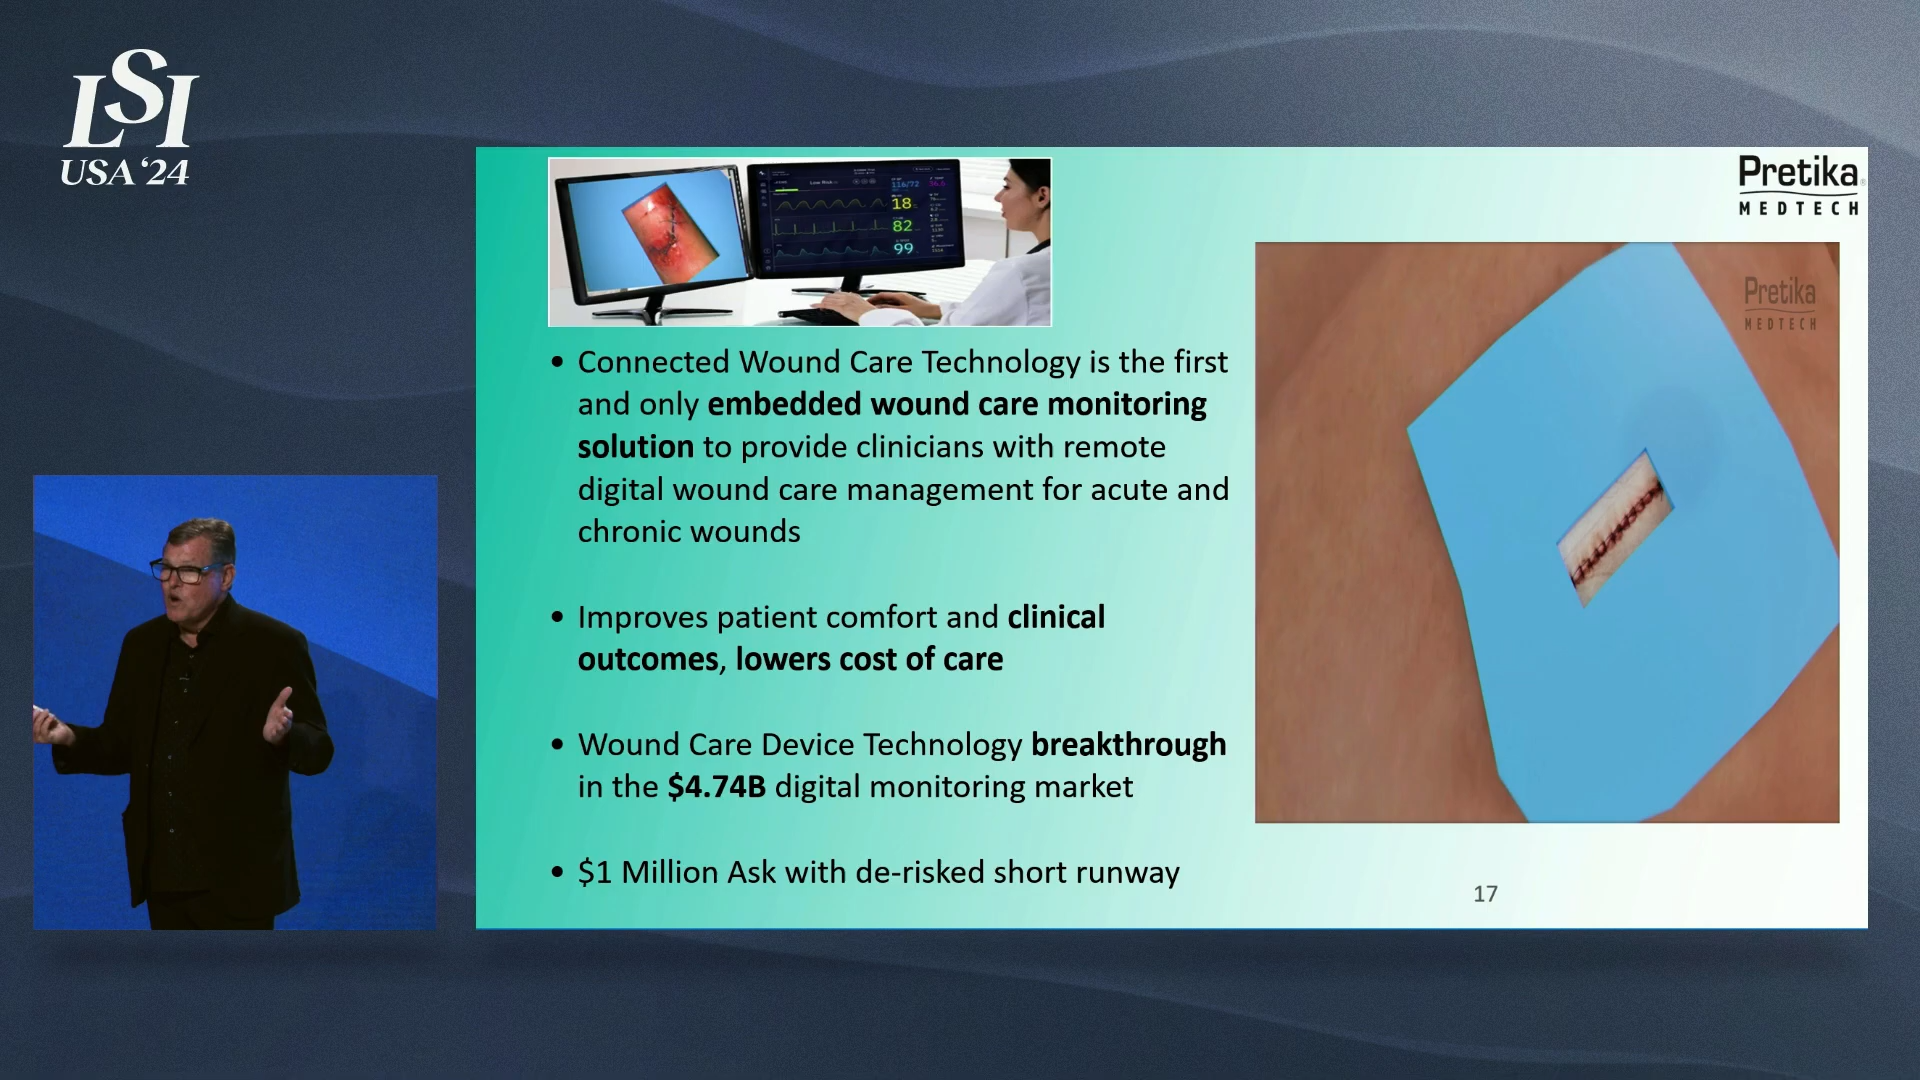 LSI
USA '24
Pretika
MEDTECH
116/72
18
82
99
Pretika
MEDTECH
• Connected Wound Care Technology is the first
and only embedded wound care monitoring
solution to provide clinicians with remote
digital wound care management for acute and
chronic wounds
• Improves patient comfort and clinical
outcomes, lowers cost of care
• Wound Care Device Technology breakthrough
in the $4.74B digital monitoring market
• $1 Million Ask with de-risked short runway
17